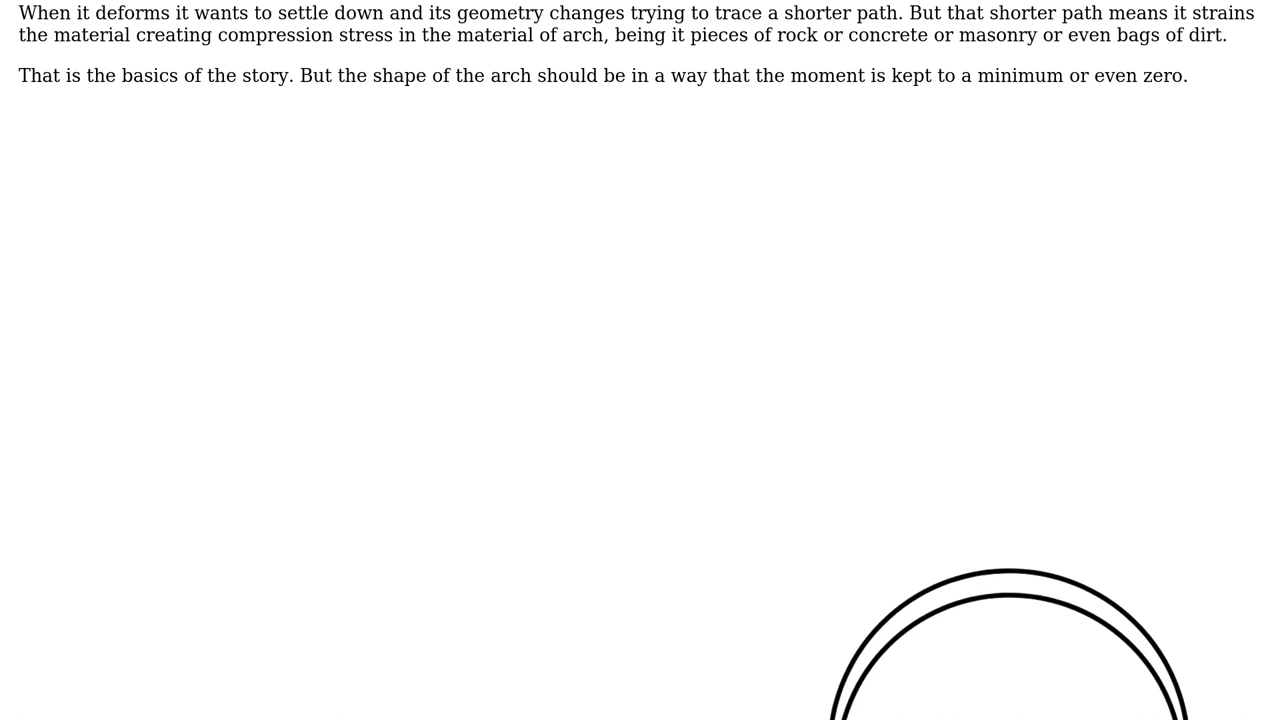 When it deforms it wants to settle down and its geometry changes trying to trace a shorter path. But that shorter path means it strains
the material creating compression stress in the material of arch, being it pieces of rock or concrete or masonry or even bags of dirt.
That is the basics of the story. But the shape of the arch should be in a way that the moment is kept to a minimum or even zero.